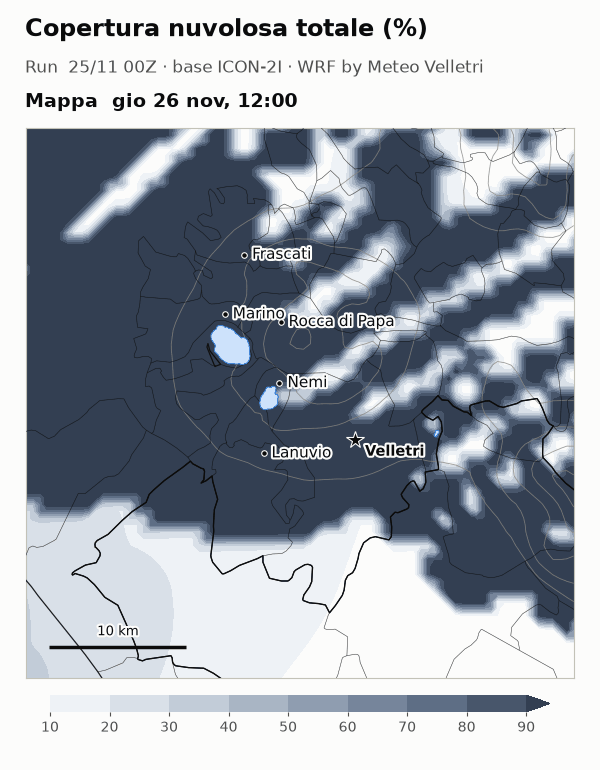 Copertura nuvolosa totale (%)
Run  25/11 00Z · base ICON-2I · WRF by Meteo Velletri
Mappa  gio 26 nov, 12:00
Frascati
Marino
Rocca di Papa
Nemi
Velletri
Lanuvio
10 km
10 20 30 40 50 60 70 80 90